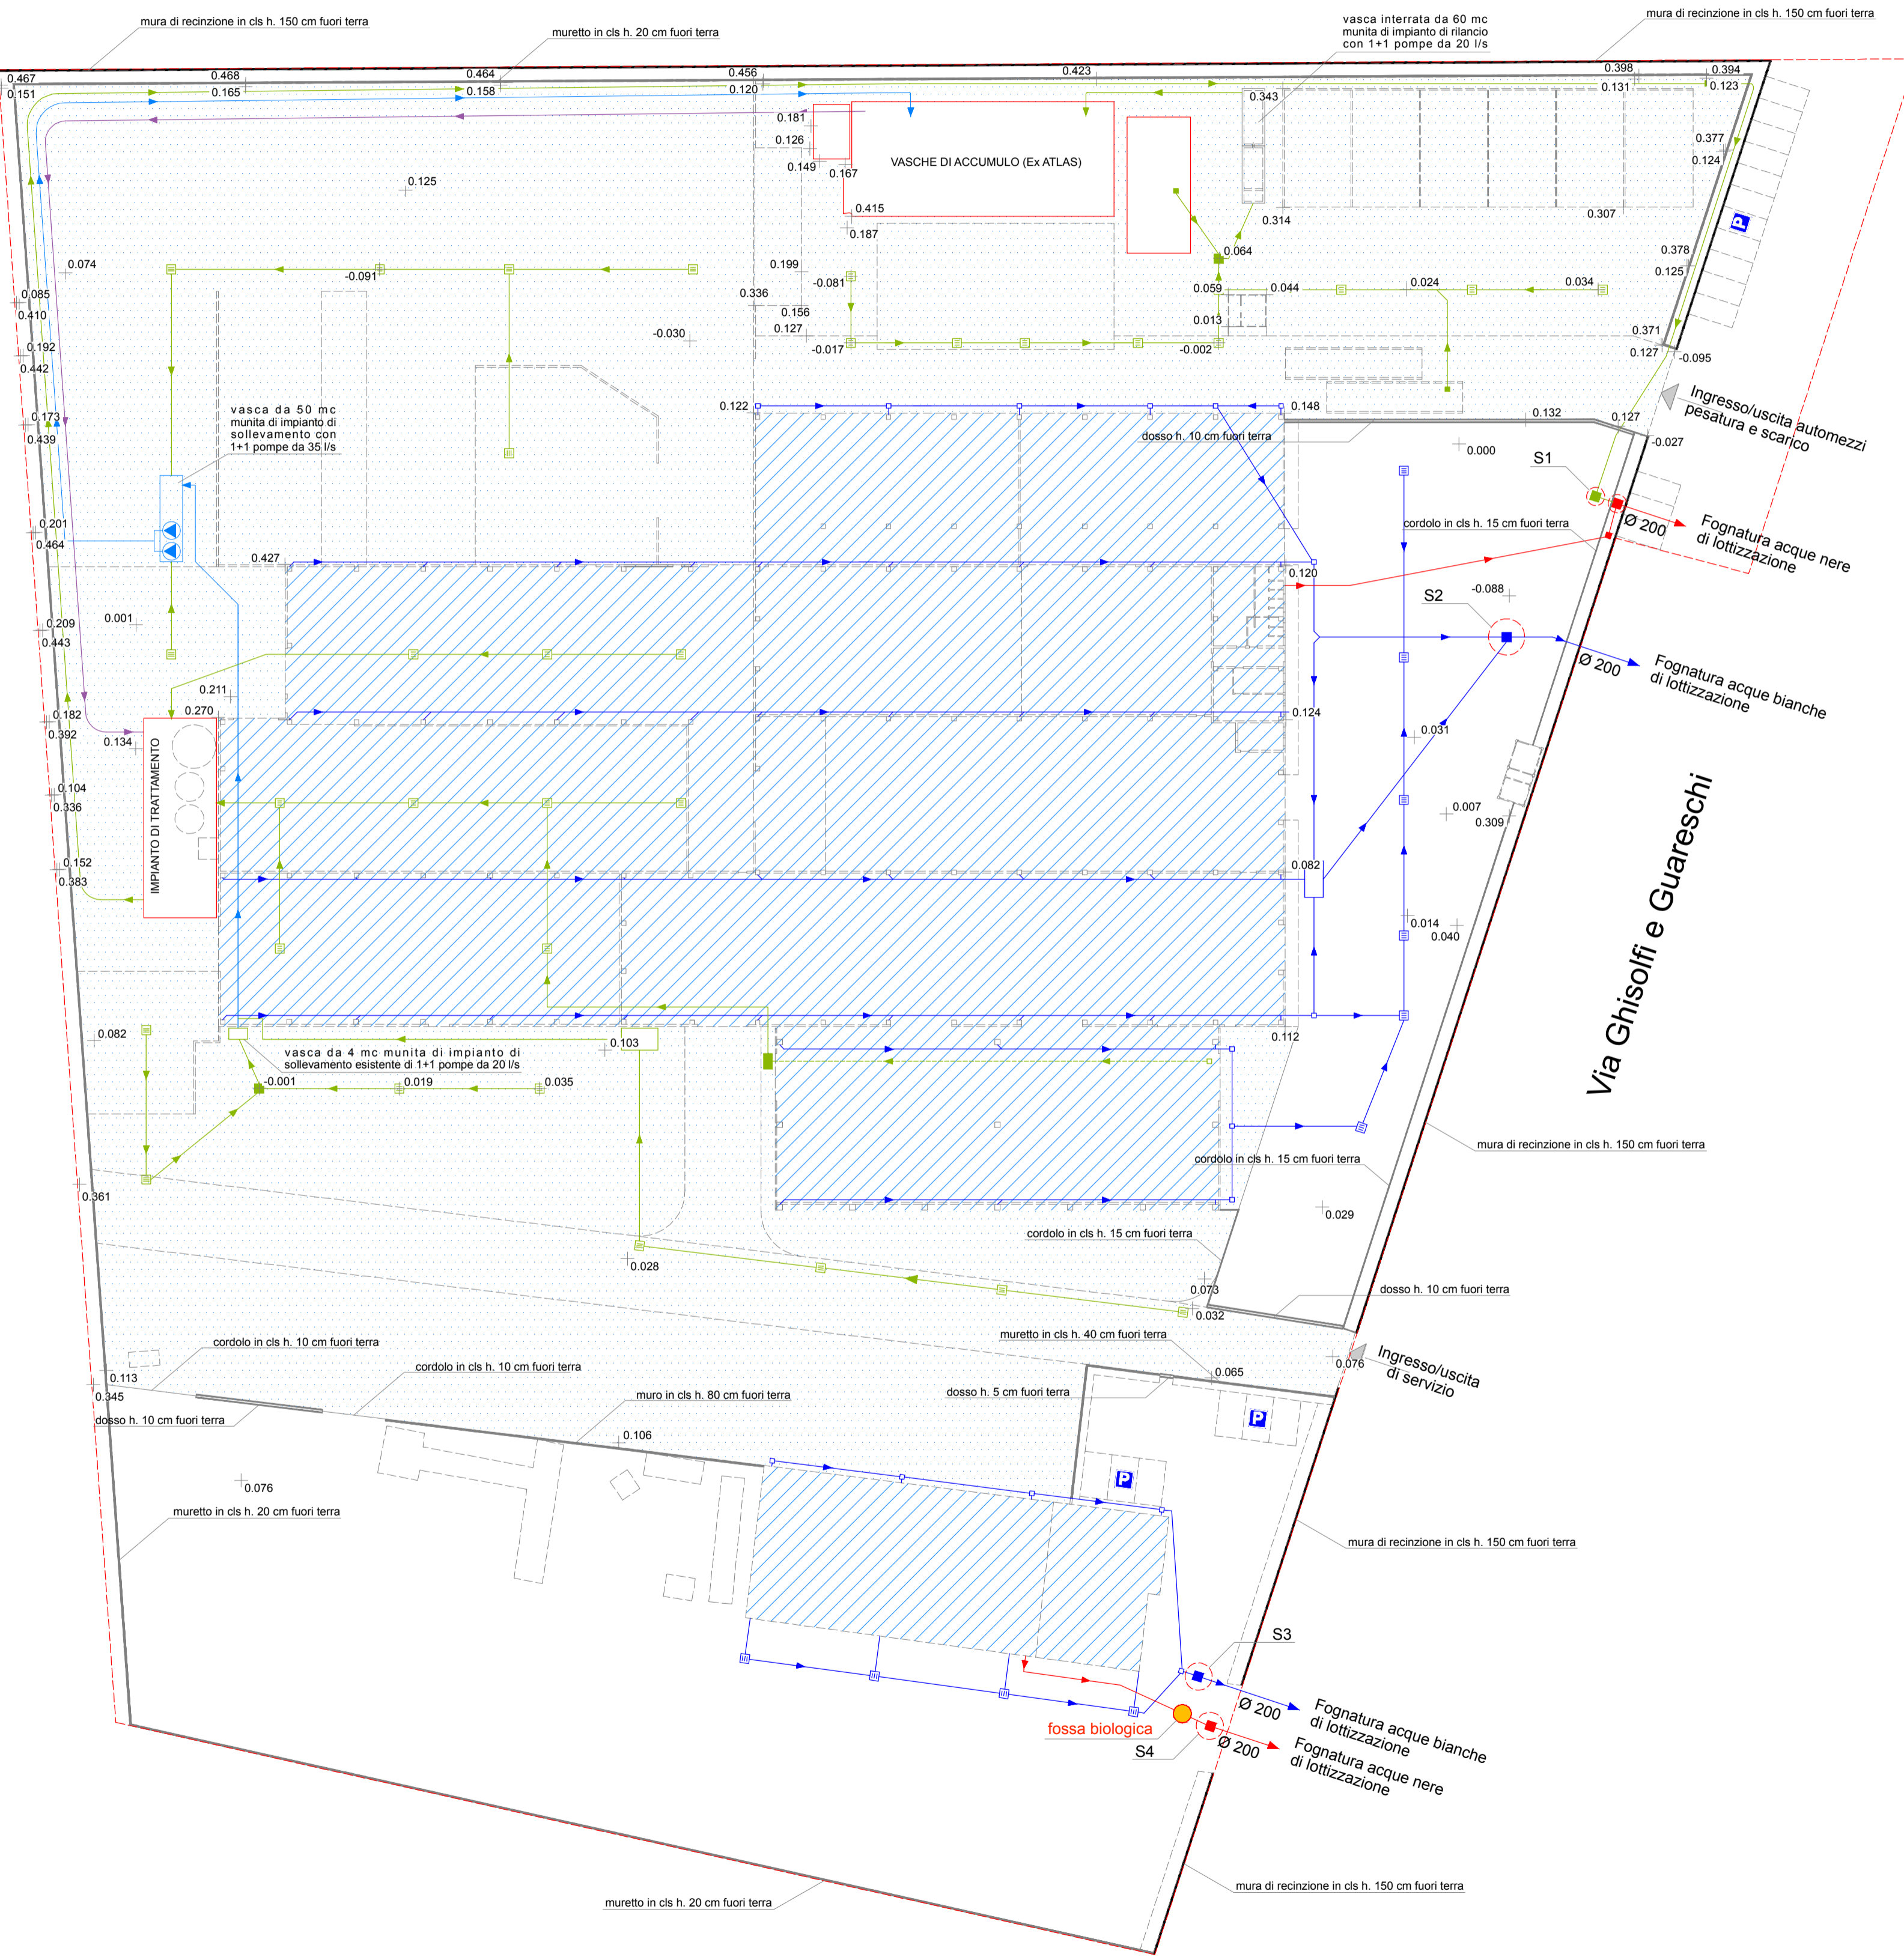 mura di recinzione in cls h. 150 cm fuori terra
muretto in cls h. 20 cm fuori terra
vasca interrata da 60 mc
munita di impianto di rilancio
con 1+1 pompe da 20 l/s
mura di recinzione in cls h. 150 cm fuori terra
0.467
0.151
0.468
0.165
0.464
0.158
0.456
0.120
0.423
0.398
0.131
0.394
0.123
0.343
0.181
0.126
0.149
0.167
VASCHE DI ACCUMULO (Ex ATLAS)
0.377
0.124
0.125
0.415
0.187
0.314
0.307
P
0.064
0.378
0.125
0.074
-0.091
0.199
-0.081
0.059
0.044
0.024
0.034
0.085
0.410
0.336
0.156
0.013
0.127
-0.030
-0.017
-0.002
0.371
0.127
-0.095
0.192
0.442
Ingresso/uscita automezzi
pesatura e scarico
vasca da 50 mc
munita di impianto di
sollevamento con
1+1 pompe da 35 l/s
0.122
0.148
0.132
0.127
-0.027
0.173
0.439
dosso h. 10 cm fuori terra
0.000
S1
cordolo in cls h. 15 cm fuori terra
Ø 200
Fognatura acque nere
di lottizzazione
0.201
0.464
0.427
0.120
-0.088
S2
0.001
0.209
0.443
Ø 200
Fognatura acque bianche
di lottizzazione
0.211
0.270
0.182
0.392
0.134
0.124
0.031
IMPIANTO DI TRATTAMENTO
0.104
0.336
0.007
0.309
0.152
0.383
0.082
Via Ghisolfi e Guareschi
0.014
0.040
0.082
0.103
0.112
vasca da 4 mc munita di impianto di
sollevamento esistente di 1+1 pompe da 20 l/s
-0.001
0.019
0.035
mura di recinzione in cls h. 150 cm fuori terra
cordolo in cls h. 15 cm fuori terra
0.361
0.029
cordolo in cls h. 15 cm fuori terra
0.028
0.073
0.032
dosso h. 10 cm fuori terra
cordolo in cls h. 10 cm fuori terra
cordolo in cls h. 10 cm fuori terra
muretto in cls h. 40 cm fuori terra
Ingresso/uscita
di servizio
0.076
0.113
0.345
0.065
muro in cls h. 80 cm fuori terra
dosso h. 5 cm fuori terra
dosso h. 10 cm fuori terra
P
0.106
0.076
P
muretto in cls h. 20 cm fuori terra
mura di recinzione in cls h. 150 cm fuori terra
S3
Ø 200
Fognatura acque bianche
di lottizzazione
fossa biologica
S4
Ø 200
Fognatura acque nere
di lottizzazione
mura di recinzione in cls h. 150 cm fuori terra
muretto in cls h. 20 cm fuori terra